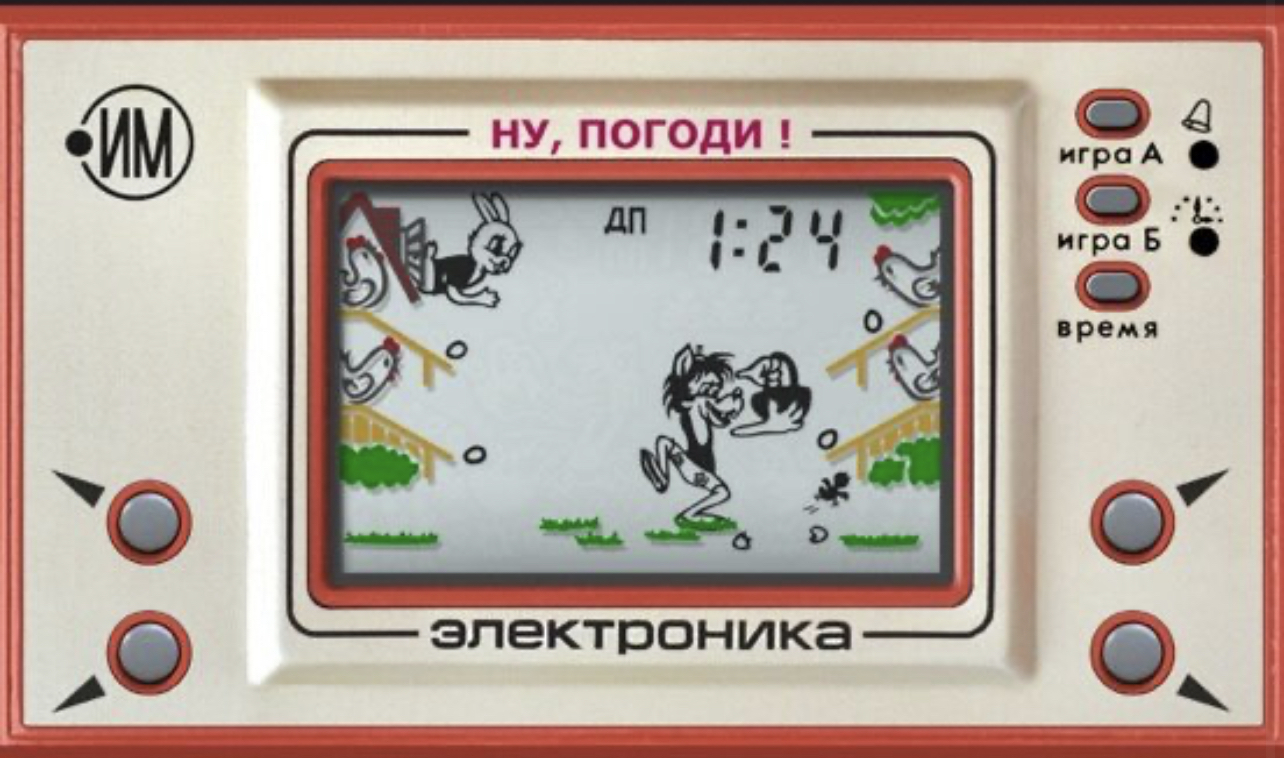 ИМ
НУ, ПОГОДИ !
ДП 1:24
игра А
игра Б
время
электроника